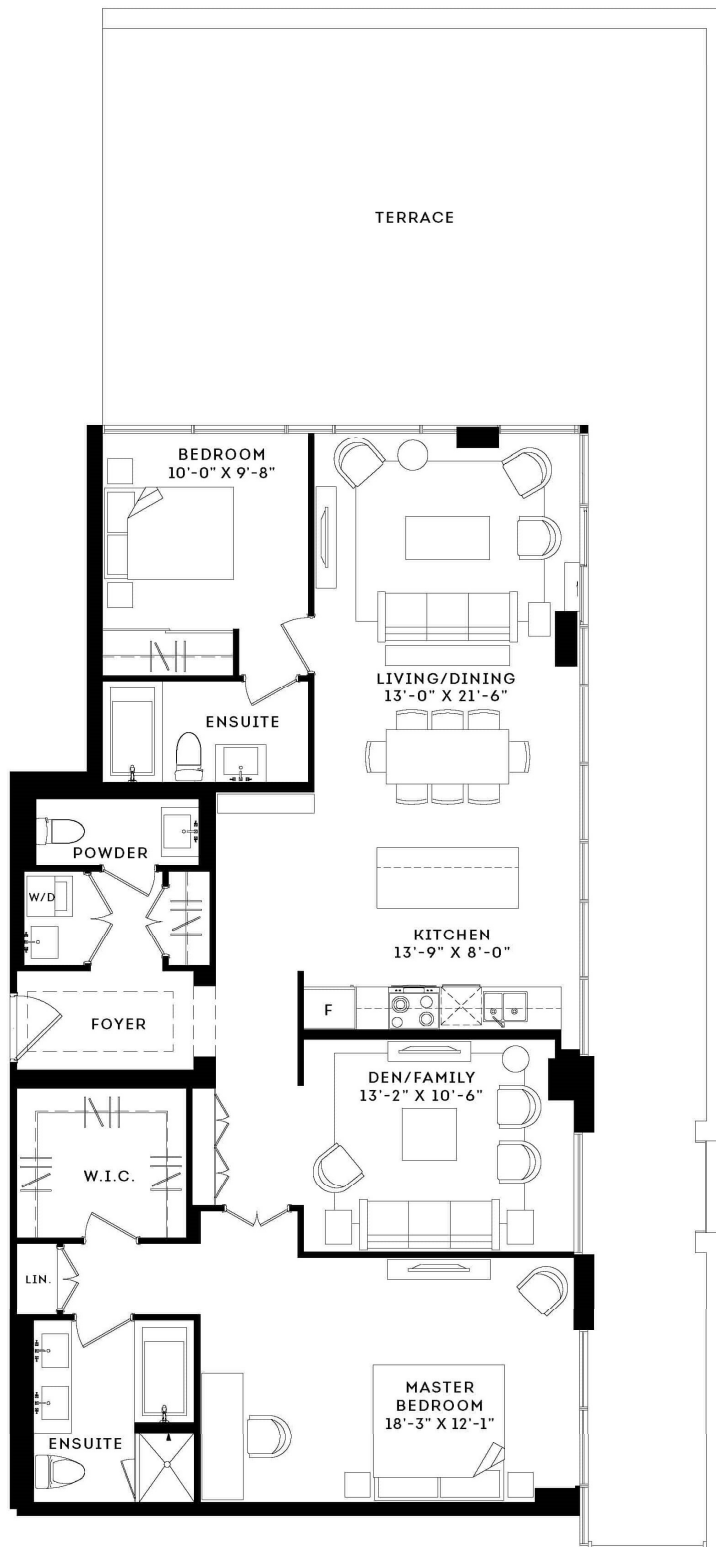 TERRACE
BEDROOM
10'-0" X 9'-8"
LIVING/DINING
13'-0" X 21'-6"
ENSUITE
POWDER
W/D
KITCHEN
13'-9" X 8'-0"
F
FOYER
DEN/FAMILY
13'-2" X 10'-6"
W.I.C.
LIN.
MASTER
BEDROOM
18'-3" X 12'-1"
ENSUITE